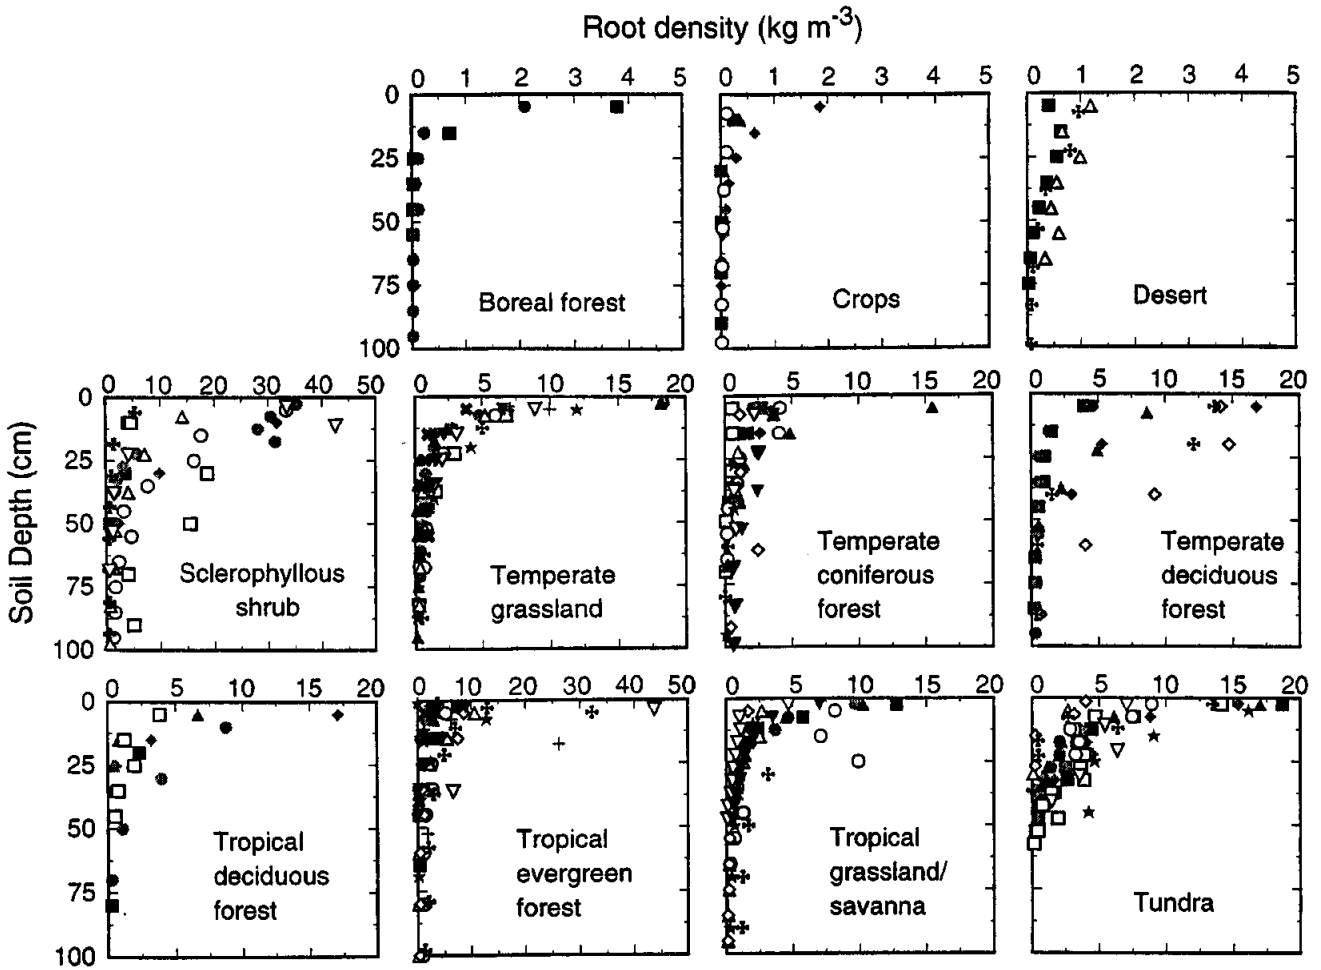 Root density (kg m-3)
0 1 2 3 4 5
0 1 2 3 4 5
0 1 2 3 4 5
0
25
50
75
100
Boreal forest
Crops
Desert
Soil Depth (cm)
0 10 20 30 40 50
0 5 10 15 20
0 5 10 15 20
0 5 10 15 20
0
25
50
75
100
Sclerophyllous
shrub
Temperate
grassland
Temperate
coniferous
forest
Temperate
deciduous
forest
0 5 10 15 20
0 5 10 15 20
0 5 10 15 20
0 5 10 15 20
0
25
50
75
100
Tropical
deciduous
forest
Tropical
evergreen
forest
Tropical
grassland/
savanna
Tundra